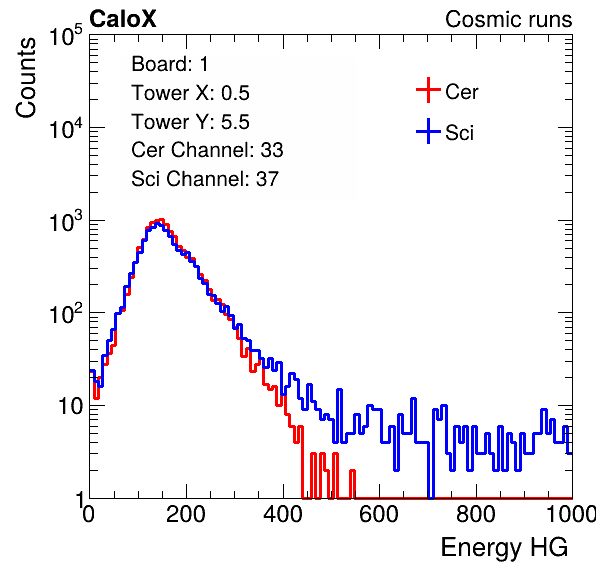 CaloX Cosmic runs
Counts
10^5
10^4
10^3
10^2
10
1
Board: 1
Tower X: 0.5
Tower Y: 5.5
Cer Channel: 33
Sci Channel: 37
Cer
Sci
0 200 400 600 800 1000
Energy HG